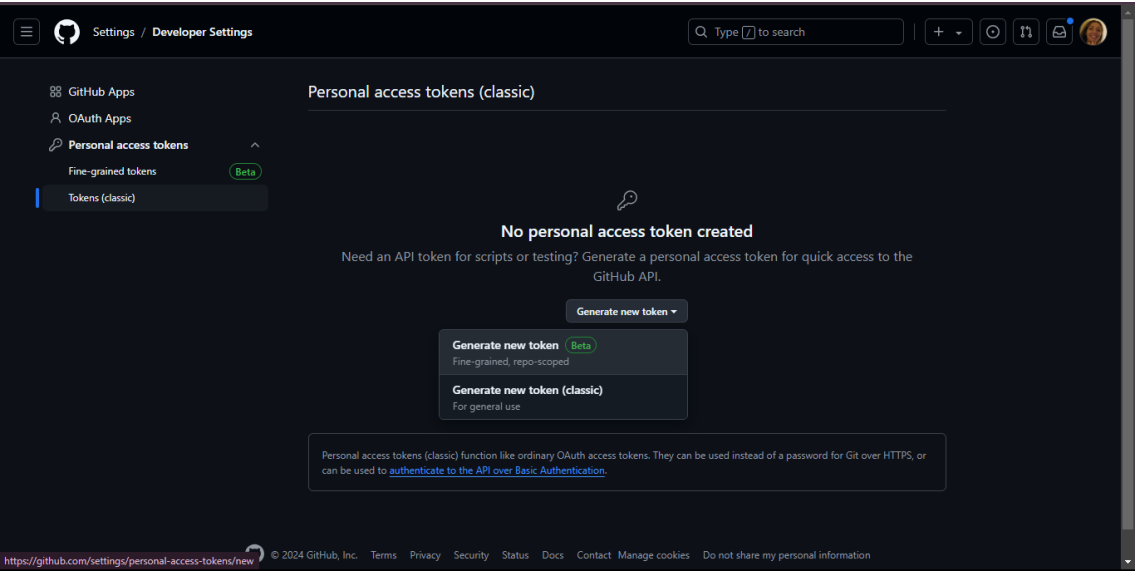 Settings / Developer Settings
Type / to search
GitHub Apps
OAuth Apps
Personal access tokens
Fine-grained tokens Beta
Tokens (classic)
Personal access tokens (classic)
No personal access token created
Need an API token for scripts or testing? Generate a personal access token for quick access to the
GitHub API.
Generate new token
Generate new token Beta
Fine-grained, repo-scoped
Generate new token (classic)
For general use
Personal access tokens (classic) function like ordinary OAuth access tokens. They can be used instead of a password for Git over HTTPS, or
can be used to authenticate to the API over Basic Authentication.
© 2024 GitHub, Inc. Terms Privacy Security Status Docs Contact Manage cookies Do not share my personal information
https://github.com/settings/personal-access-tokens/new